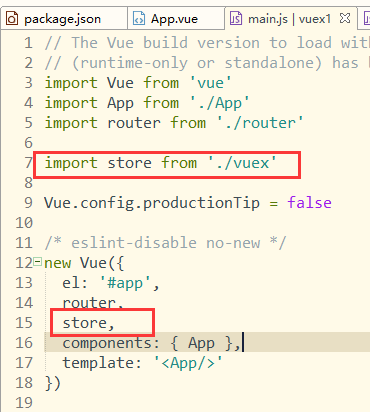 package.json App.vue main.js | vuex1
1 // The Vue build version to load wit
2 // (runtime-only or standalone) has
3 import Vue from 'vue'
4 import App from './App'
5 import router from './router'
6
7 import store from './vuex'
8
9 Vue.config.productionTip = false
10
11 /* eslint-disable no-new */
12 new Vue({
13 el: '#app',
14 router,
15 store,
16 components: { App },
17 template: '<App/>'
18 })
19